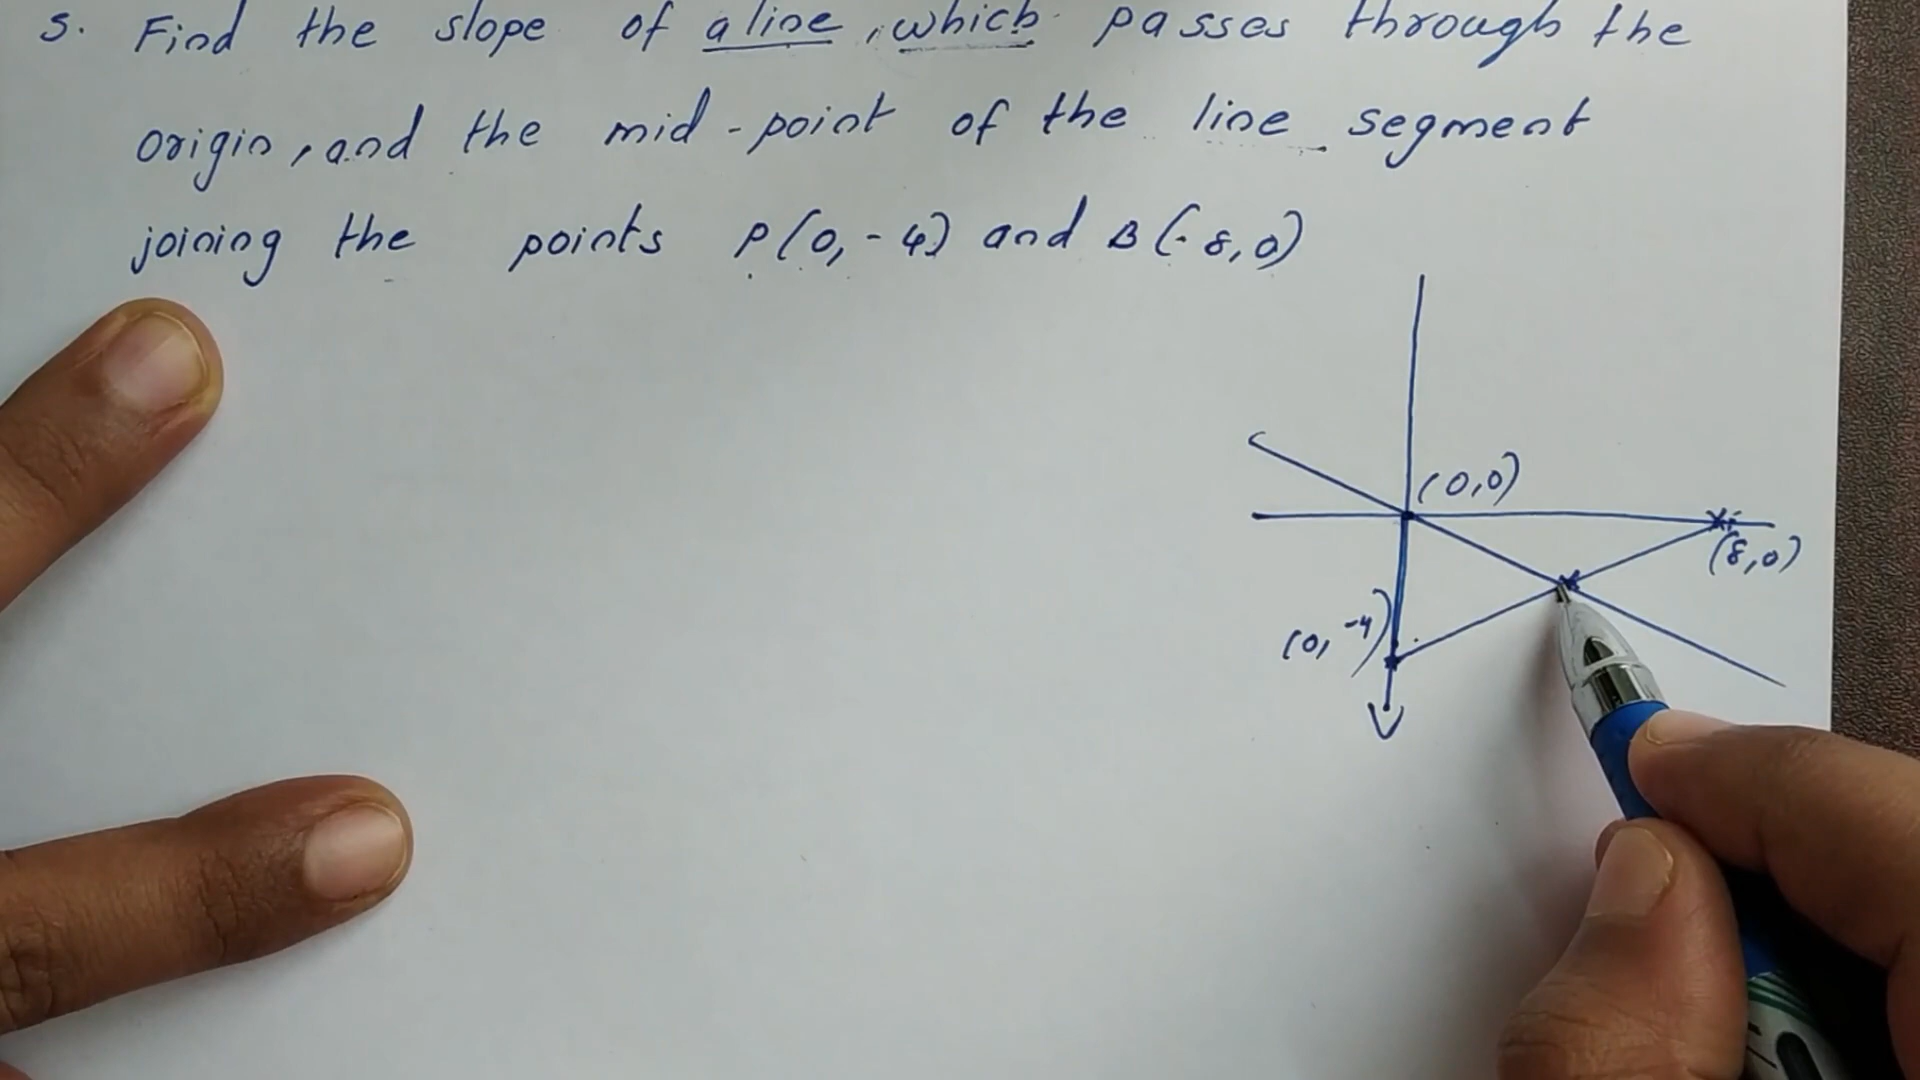 5. Find the slope of a line, which passes through the
origin, and the mid-point of the line segment
joining the points P(0,-4) and B(-8,0)
(0,0)
(8,0)
(0,-4)